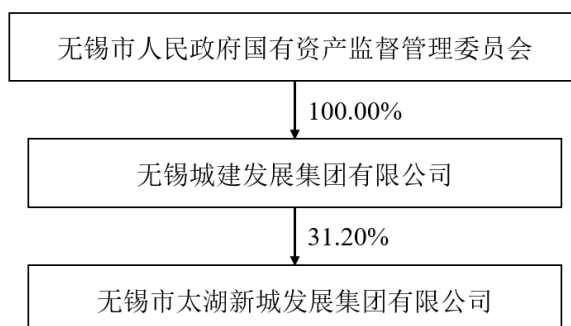 无锡市人民政府国有资产监督管理委员会
100.00%
无锡城建发展集团有限公司
31.20%
无锡市太湖新城发展集团有限公司